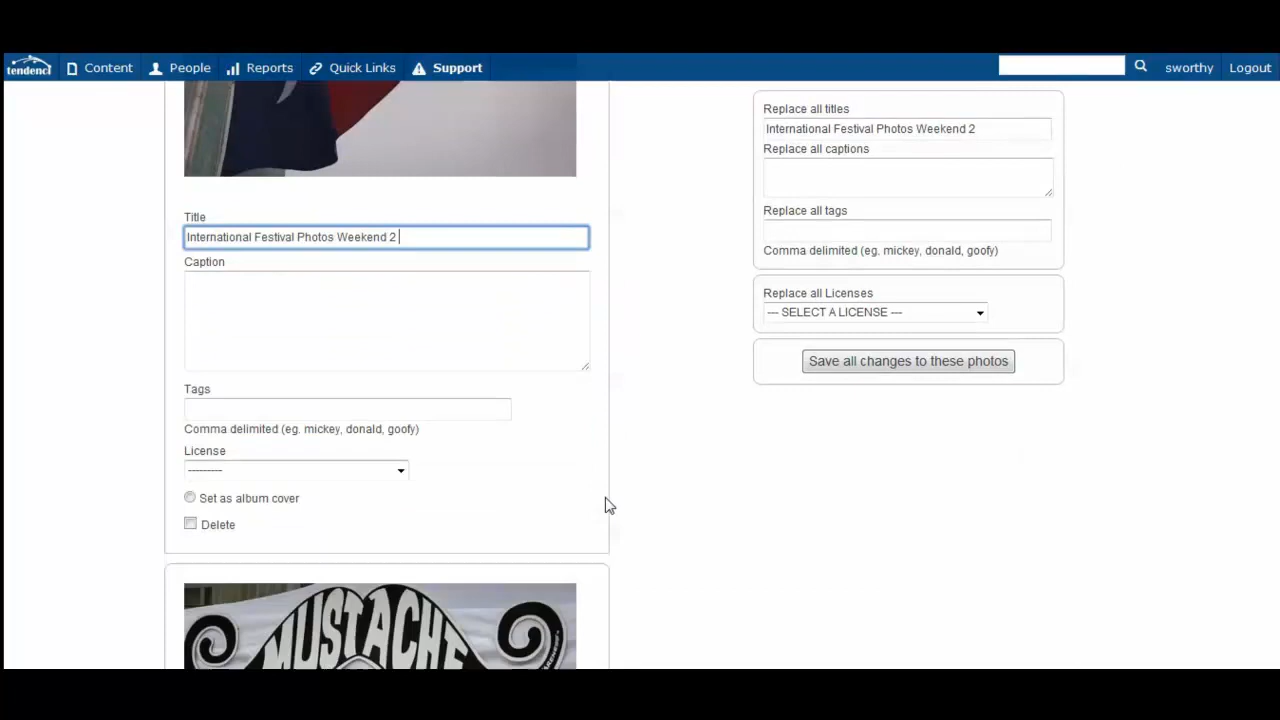 tendenci Content People Reports Quick Links Support sworthy Logout
Title
International Festival Photos Weekend 2
Caption
Tags
Comma delimited (eg. mickey, donald, goofy)
License
---------
Set as album cover
Delete
MUSTACHE
Replace all titles
International Festival Photos Weekend 2
Replace all captions
Replace all tags
Comma delimited (eg. mickey, donald, goofy)
Replace all Licenses
--- SELECT A LICENSE ---
Save all changes to these photos